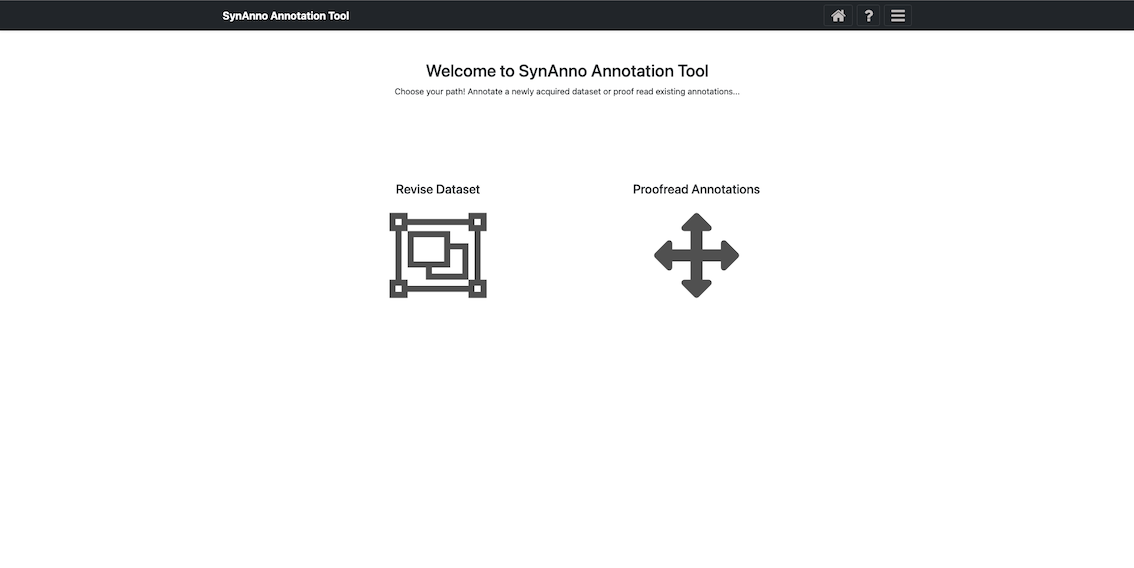 SynAnno Annotation Tool
?
Welcome to SynAnno Annotation Tool
Choose your path! Annotate a newly acquired dataset or proof read existing annotations...
Revise Dataset
Proofread Annotations